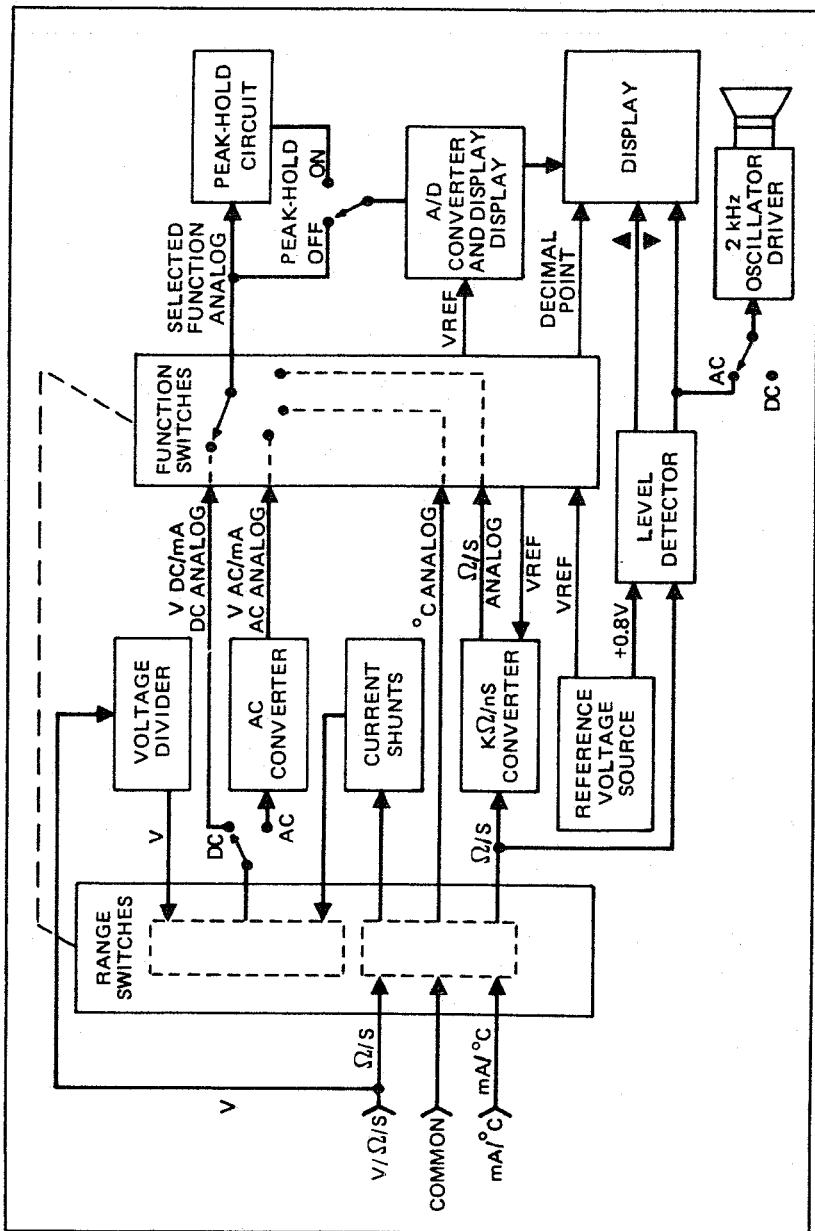 V/Ω/S
COMMON
mA/°C
V
Ω/S
mA/°C
RANGE
SWITCHES
V
DC
AC
Ω/S
VOLTAGE
DIVIDER
AC
CONVERTER
CURRENT
SHUNTS
KΩ/nS
CONVERTER
REFERENCE
VOLTAGE
SOURCE
V DC/mA
DC ANALOG
V AC/mA
AC ANALOG
°C ANALOG
Ω/S
ANALOG
VREF
VREF
+0.8V
LEVEL
DETECTOR
FUNCTION
SWITCHES
SELECTED
FUNCTION
ANALOG
PEAK-HOLD
CIRCUIT
PEAK-HOLD
OFF
ON
VREF
A/D
CONVERTER
AND DISPLAY
DISPLAY
DECIMAL
POINT
DISPLAY
AC
DC
2 kHz
OSCILLATOR
DRIVER